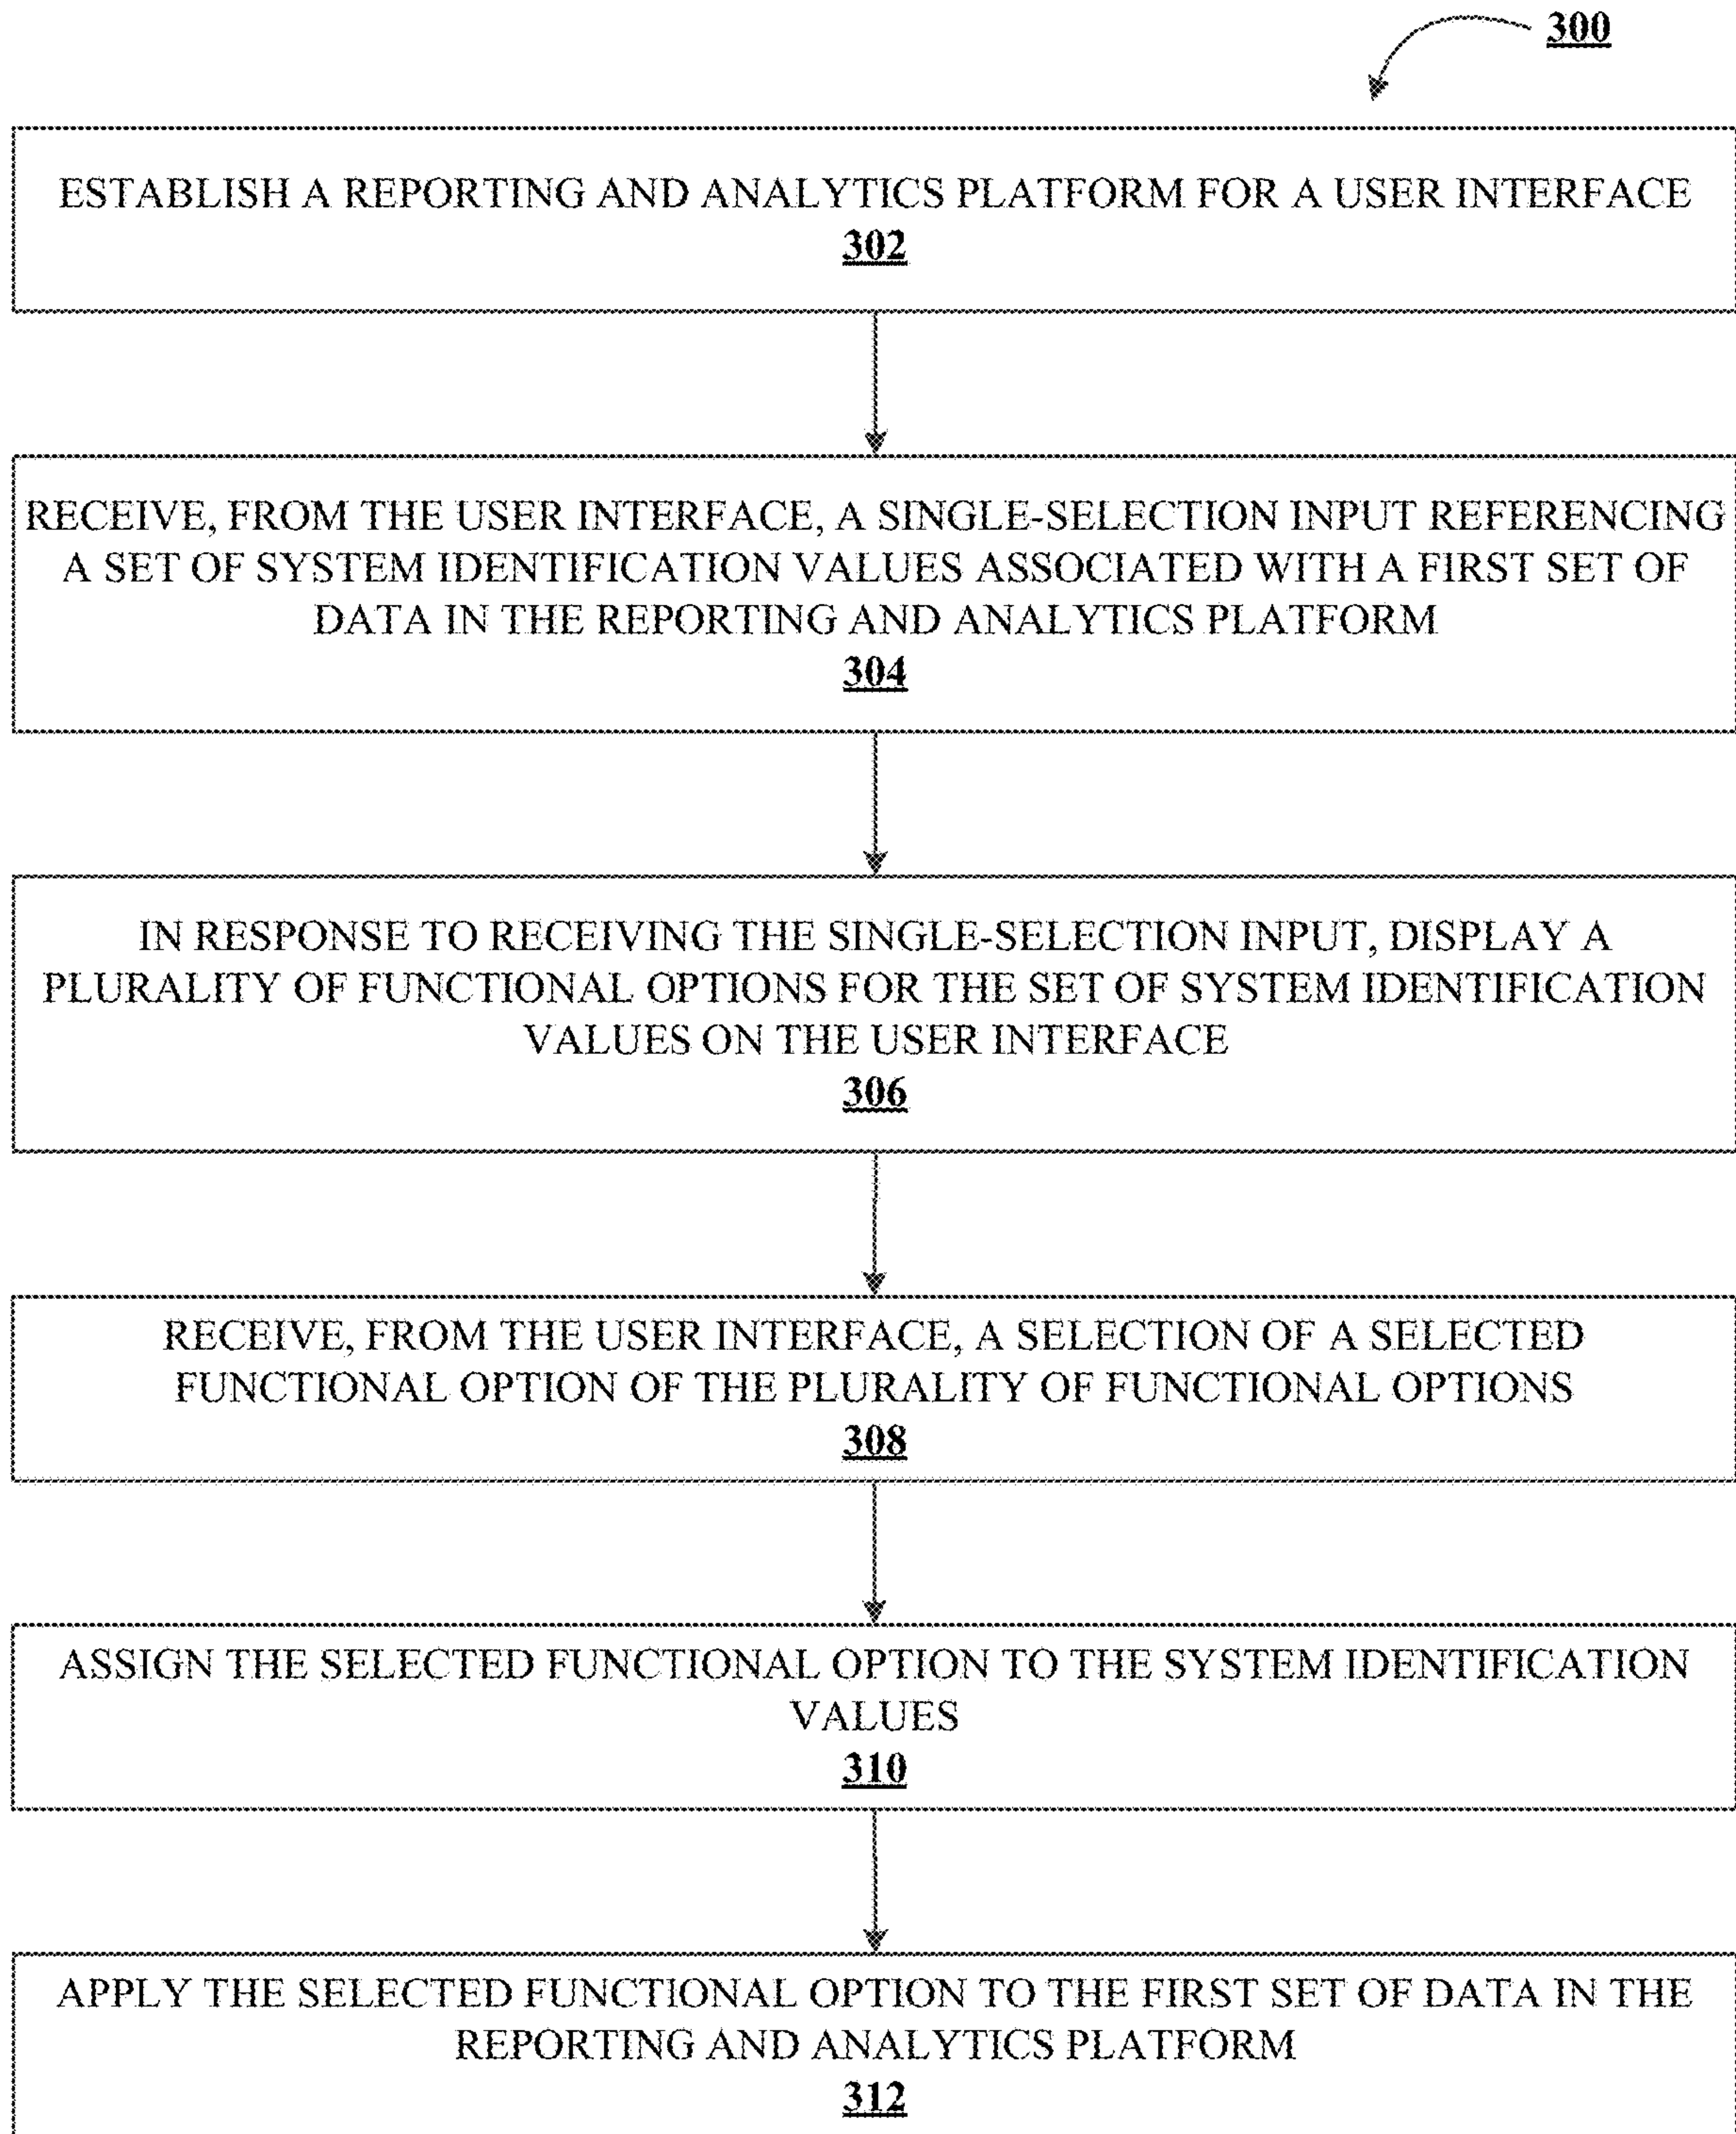 300
ESTABLISH A REPORTING AND ANALYTICS PLATFORM FOR A USER INTERFACE
302
RECEIVE, FROM THE USER INTERFACE, A SINGLE-SELECTION INPUT REFERENCING
A SET OF SYSTEM IDENTIFICATION VALUES ASSOCIATED WITH A FIRST SET OF
DATA IN THE REPORTING AND ANALYTICS PLATFORM
304
IN RESPONSE TO RECEIVING THE SINGLE-SELECTION INPUT, DISPLAY A
PLURALITY OF FUNCTIONAL OPTIONS FOR THE SET OF SYSTEM IDENTIFICATION
VALUES ON THE USER INTERFACE
306
RECEIVE, FROM THE USER INTERFACE, A SELECTION OF A SELECTED
FUNCTIONAL OPTION OF THE PLURALITY OF FUNCTIONAL OPTIONS
308
ASSIGN THE SELECTED FUNCTIONAL OPTION TO THE SYSTEM IDENTIFICATION
VALUES
310
APPLY THE SELECTED FUNCTIONAL OPTION TO THE FIRST SET OF DATA IN THE
REPORTING AND ANALYTICS PLATFORM
312